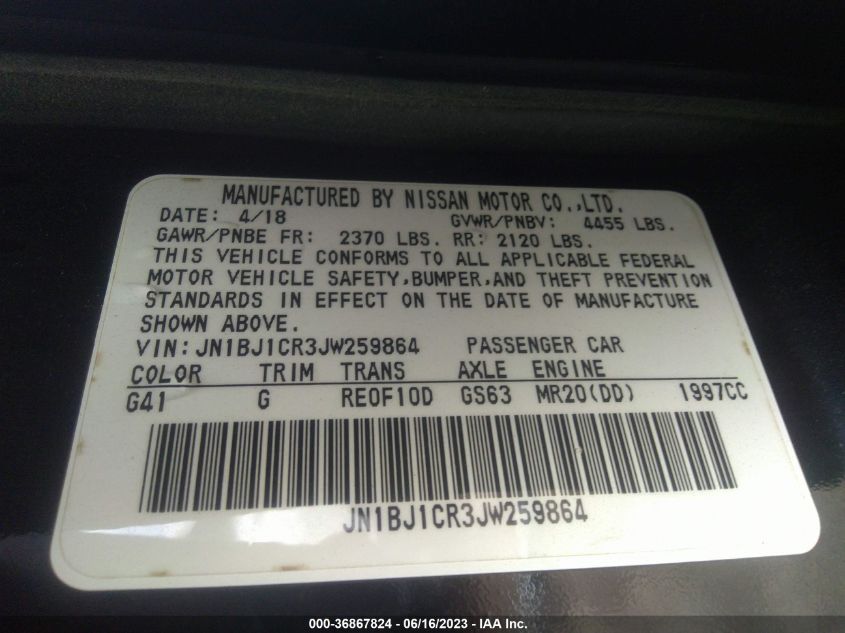 MANUFACTURED BY NISSAN MOTOR CO.,LTD.
DATE: 4/18 GVWR/PNBV: 4455 LBS.
GAWR/PNBE FR: 2370 LBS. RR: 2120 LBS.
THIS VEHICLE CONFORMS TO ALL APPLICABLE FEDERAL
MOTOR VEHICLE SAFETY,BUMPER,AND THEFT PREVENTION
STANDARDS IN EFFECT ON THE DATE OF MANUFACTURE
SHOWN ABOVE.
VIN: JN1BJ1CR3JW259864 PASSENGER CAR
COLOR TRIM TRANS AXLE ENGINE
G41 G RE0F10D GS63 MR20(DD) 1997CC
JN1BJ1CR3JW259864
000-36867824 - 06/16/2023 - IAA Inc.